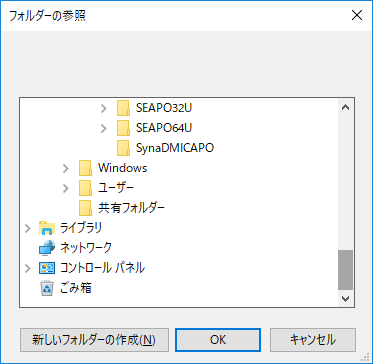 フォルダーの参照
SEAPO32U
SEAPO64U
SynaDMICAPO
Windows
ユーザー
共有フォルダー
ライブラリ
ネットワーク
コントロール パネル
ごみ箱
新しいフォルダーの作成(N)
OK
キャンセル